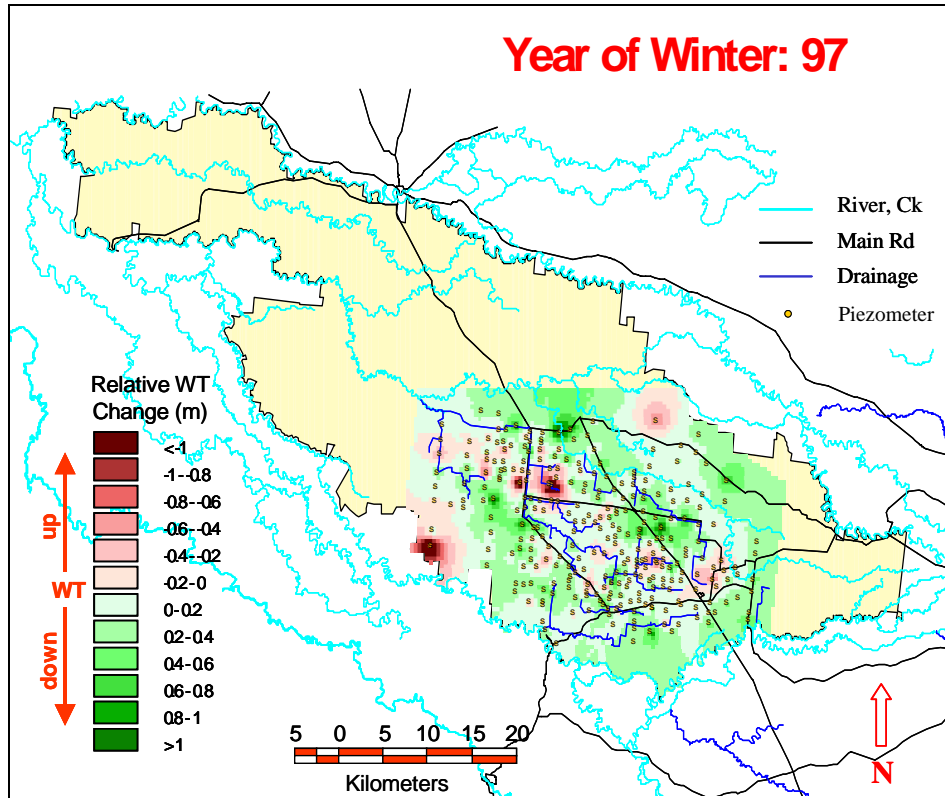 Year of Winter: 97
River, Ck
Main Rd
Drainage
Piezometer
Relative WT
Change (m)
<-1
-1--0.8
-0.8--0.6
-0.6-0.4
-0.4--0.2
-0.2-0
0-0.2
0.2-0.4
0.4-0.6
0.6-0.8
0.8-1
>1
up
WT
down
5 0 5 10 15 20
Kilometers
N